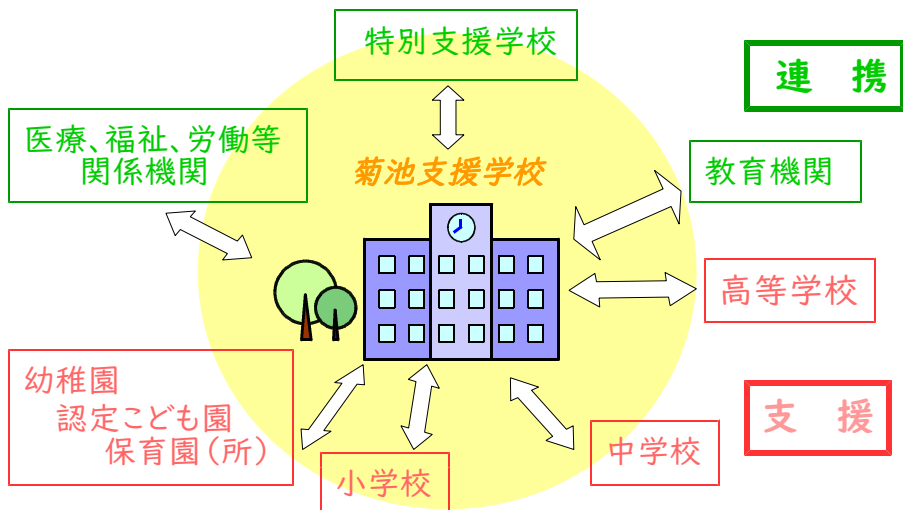 特別支援学校
連　携
医療、福祉、労働等
関係機関
菊池支援学校
教育機関
高等学校
幼稚園
認定こども園
保育園（所）
支　援
中学校
小学校